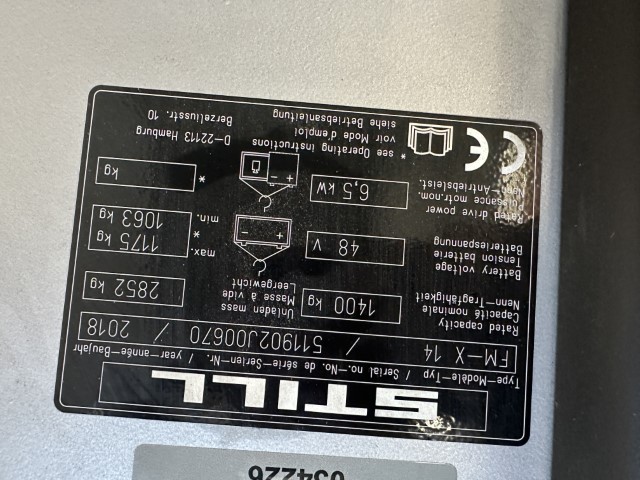 034226
STILL
Type-Modèle-Typ / Serial no.-No. de série-Serien-Nr. / year-année-Baujahr
FM-X 14 / 511902J00670 / 2018
Rated capacity
Capacité nominale
Nenn-Tragfähigkeit
1400 kg
Unladen mass
Masse à vide
Leergewicht
2852 kg
Battery voltage
Tension batterie
Batteriespannung
48 V
- +
max. 1175 kg
*
min. 1063 kg
Rated drive power
Puissance motr.nom.
Nenn-Antriebsleist.
6,5 kW
- +
* kg
CE
* see Operating instructions
voir Mode d'emploi
siehe Betriebsanleitung
Berzeliusstr. 10
D-22113 Hamburg